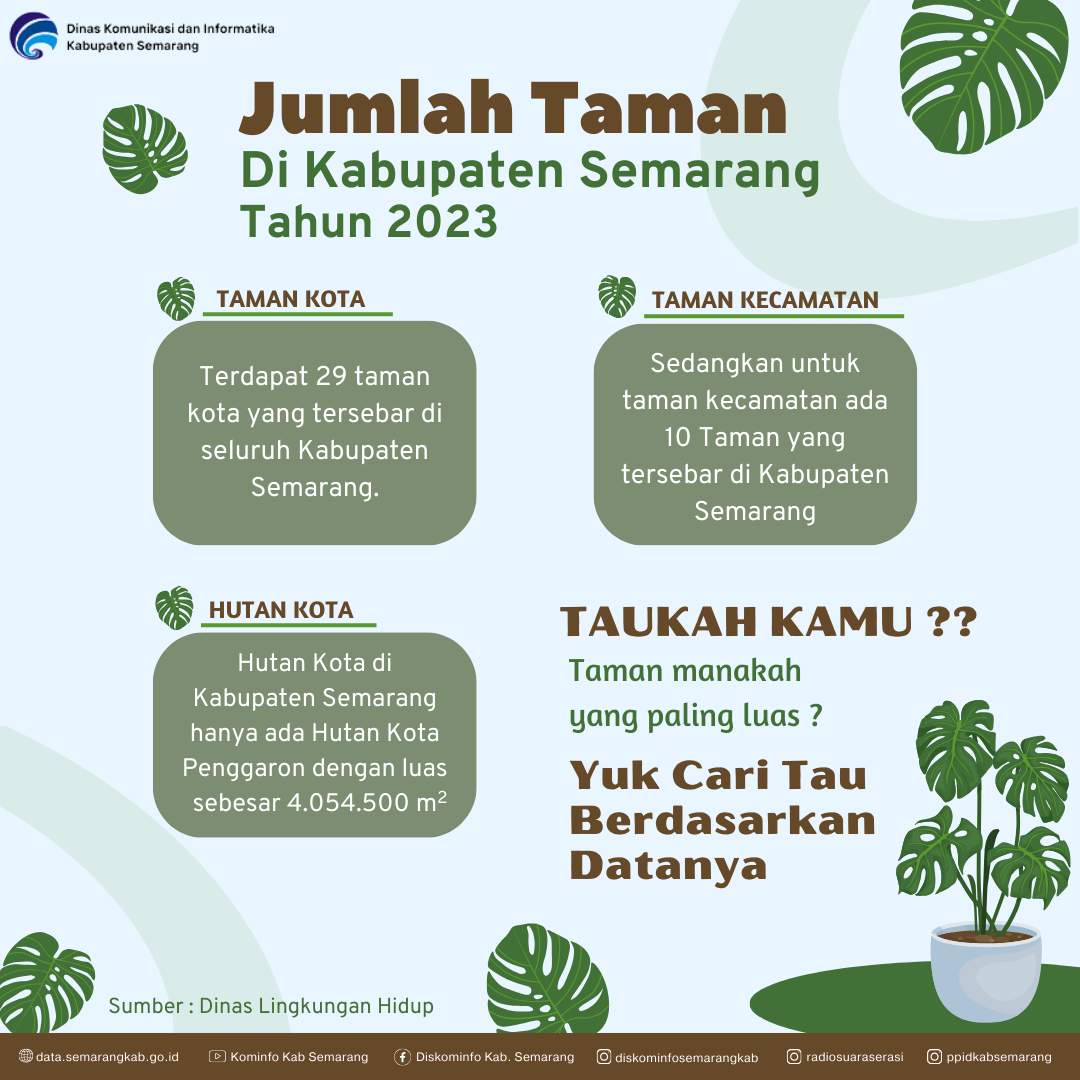 Dinas Komunikasi dan Informatika
Kabupaten Semarang
Jumlah Taman
Di Kabupaten Semarang
Tahun 2023
TAMAN KOTA
Terdapat 29 taman
kota yang tersebar di
seluruh Kabupaten
Semarang.
TAMAN KECAMATAN
Sedangkan untuk
taman kecamatan ada
10 Taman yang
tersebar di Kabupaten
Semarang
HUTAN KOTA
Hutan Kota di
Kabupaten Semarang
hanya ada Hutan Kota
Penggaron dengan luas
sebesar 4.054.500 m²
TAUKAH KAMU ??
Taman manakah
yang paling luas ?
Yuk Cari Tau
Berdasarkan
Datanya
Sumber : Dinas Lingkungan Hidup
data.semarangkab.go.id
Kominfo Kab Semarang
Diskominfo Kab. Semarang
diskominfosemarangkab
radiosuaraserasi
ppidkabsemarang